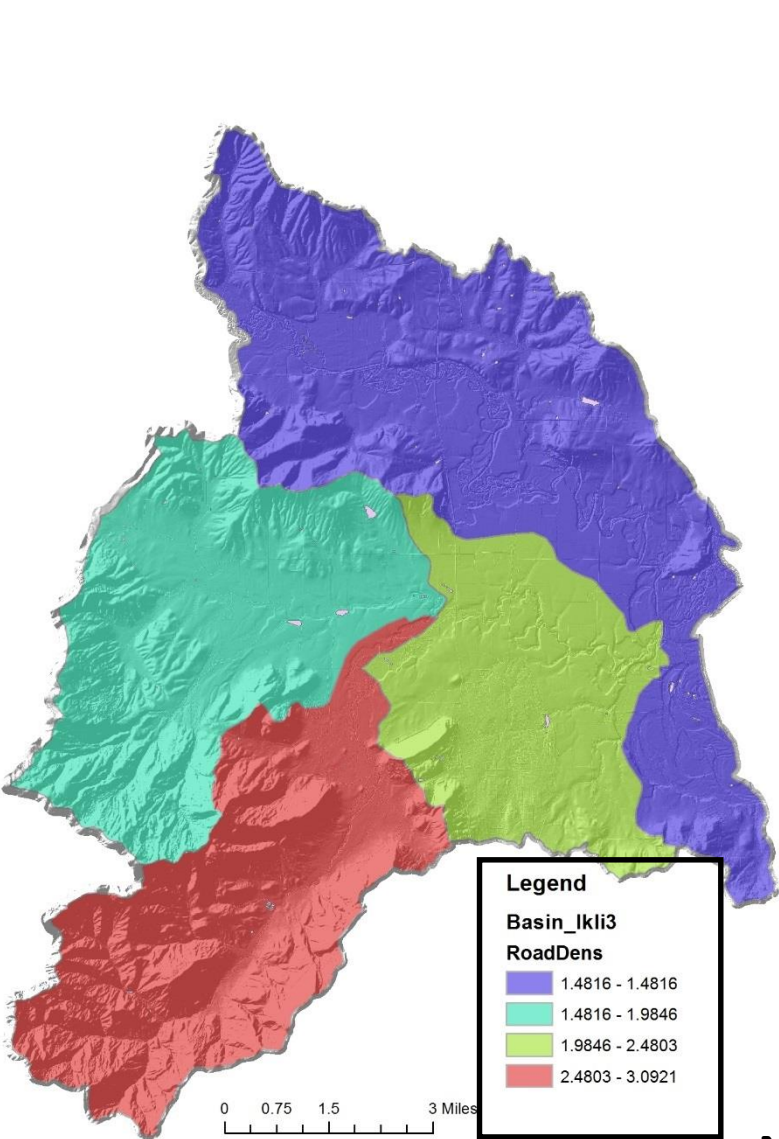 Legend
Basin_lkli3
RoadDens
1.4816 - 1.4816
1.4816 - 1.9846
1.9846 - 2.4803
2.4803 - 3.0921
0 0.75 1.5 3 Miles